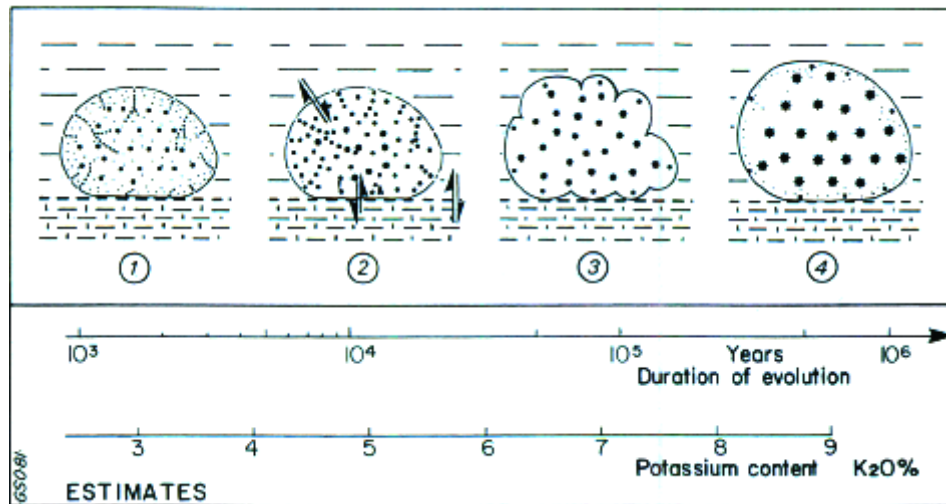 1 2 3 4
10³ 10⁴ 10⁵ Years 10⁶
Duration of evolution
3 4 5 6 7 8 9
Potassium content K₂O%
ESTIMATES
GS081